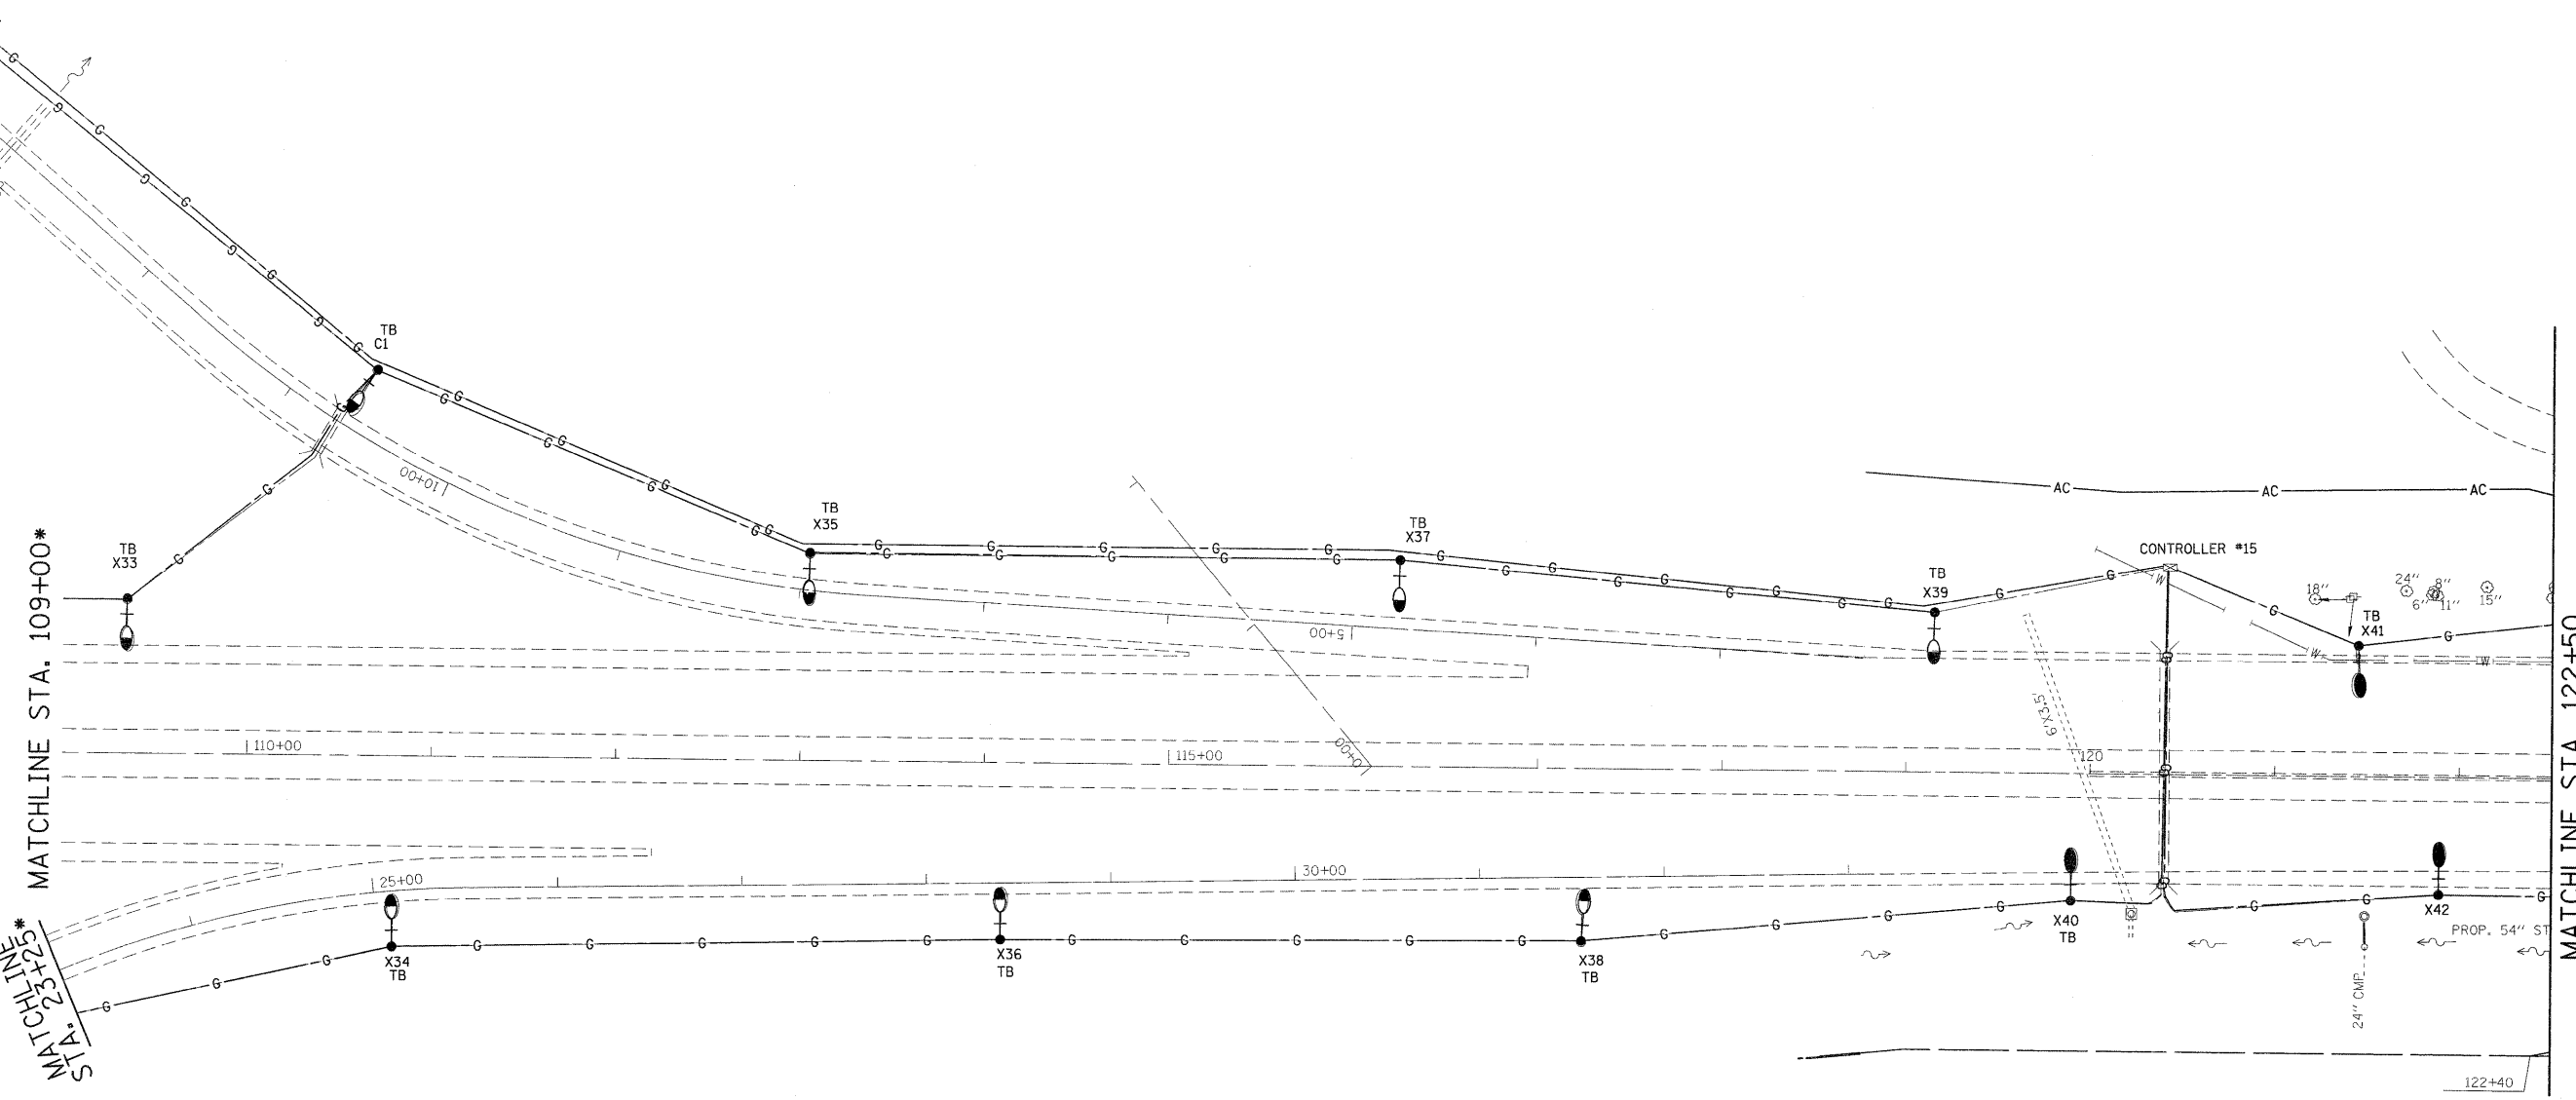 TB
C1
G
TB
X33
TB
X35
TB
X37
TB
X39
CONTROLLER #15
AC
AC
AC
TB
X41
18"
24"
8"
6"
11"
15"
W
W
W
10+00
5+00
0+00
6'X3.5'
MATCHLINE STA. 109+00*
110+00
115+00
120
MATCHLINE STA. 23+25*
25+00
30+00
X34
TB
X36
TB
X38
TB
X40
TB
X42
PROP. 54" ST
24" CMP
122+40
MATCHLINE STA. 122+50